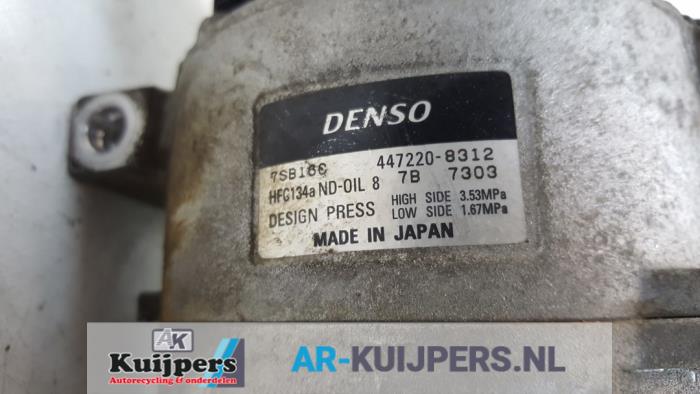 DENSO
7SB16C 447220-8312
HFC134a ND-OIL 8 7B 7303
DESIGN PRESS HIGH SIDE 3.53MPa
LOW SIDE 1.67MPa
MADE IN JAPAN
AK
Kuijpers
Autorecycling & onderdelen
AR-KUIJPERS.NL